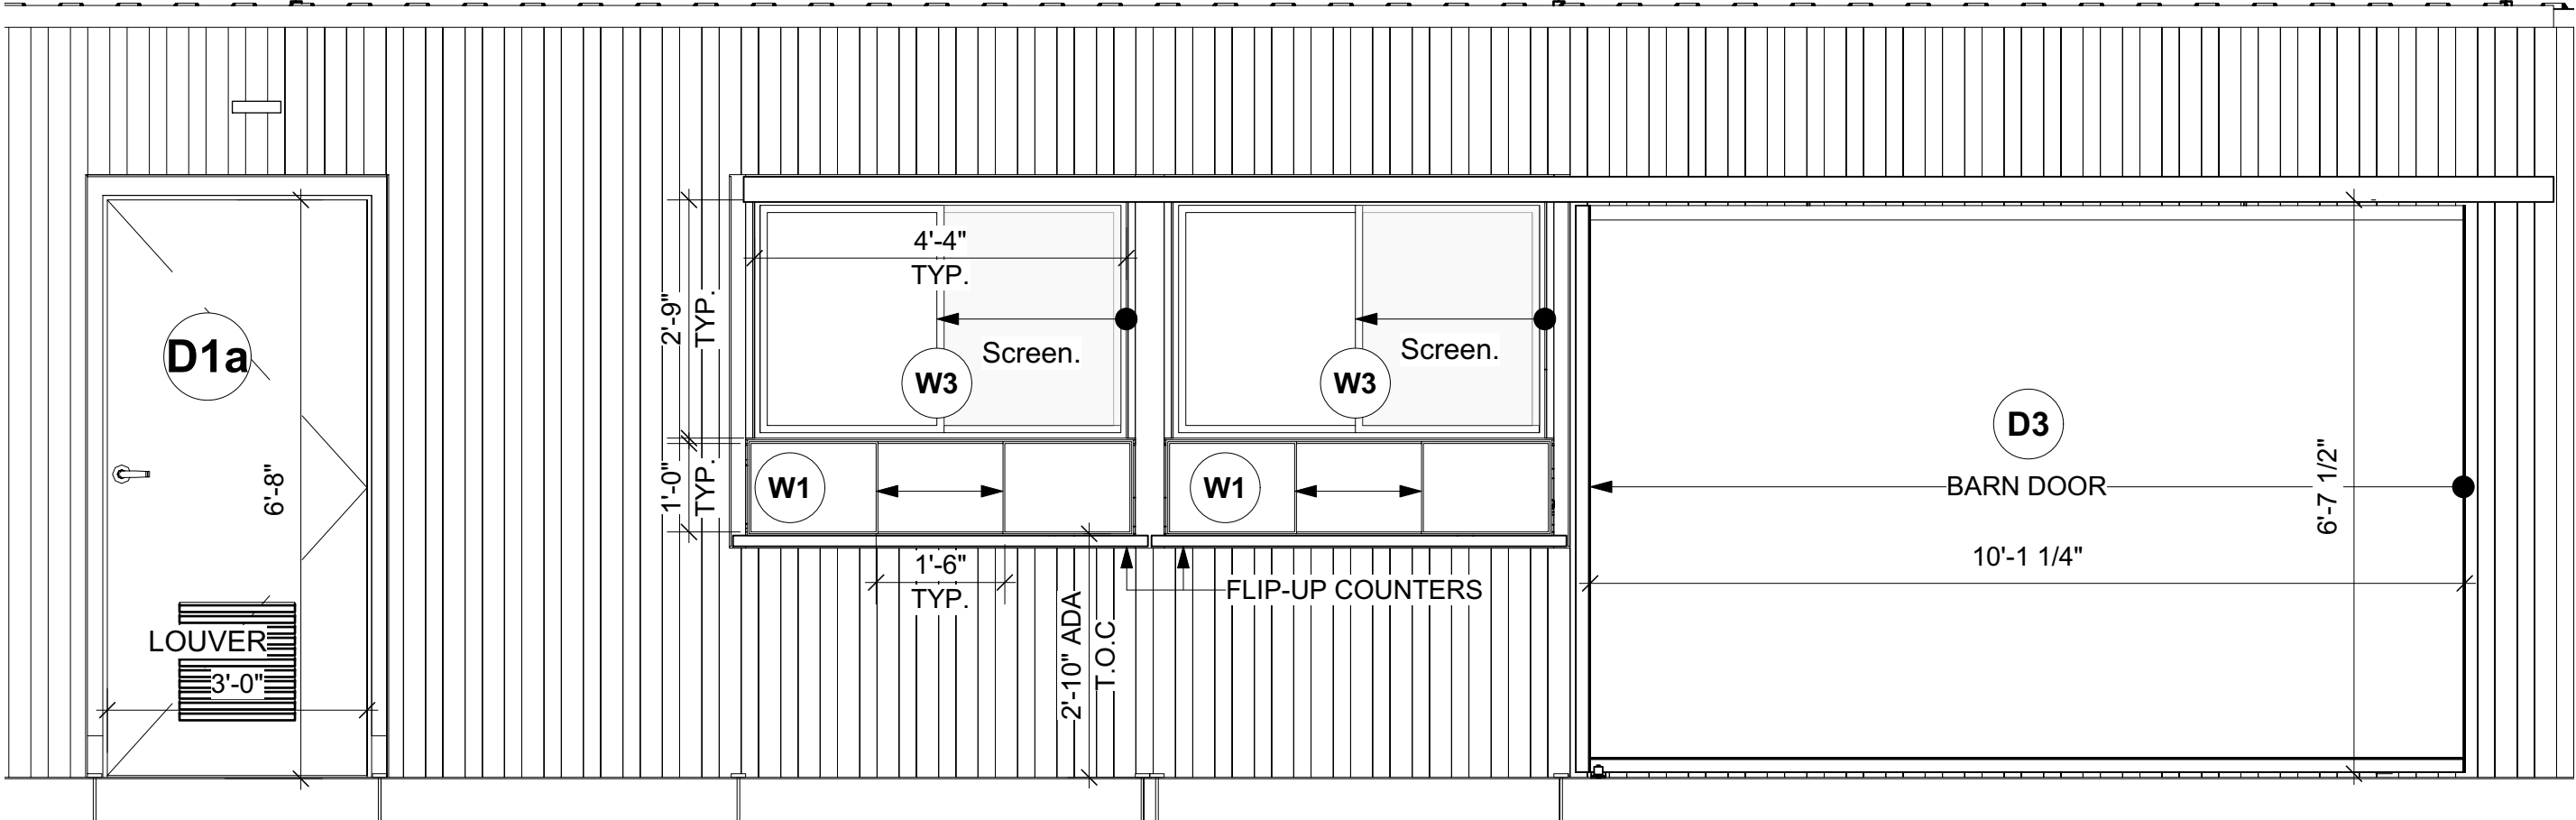 D1a
6'-8"
LOUVER
3'-0"
2'-9"
TYP.
1'-0"
TYP.
4'-4"
TYP.
Screen.
W3
W1
1'-6"
TYP.
2'-10" ADA
T.O.C
FLIP-UP COUNTERS
Screen.
W3
W1
D3
BARN DOOR
10'-1 1/4"
6'-7 1/2"